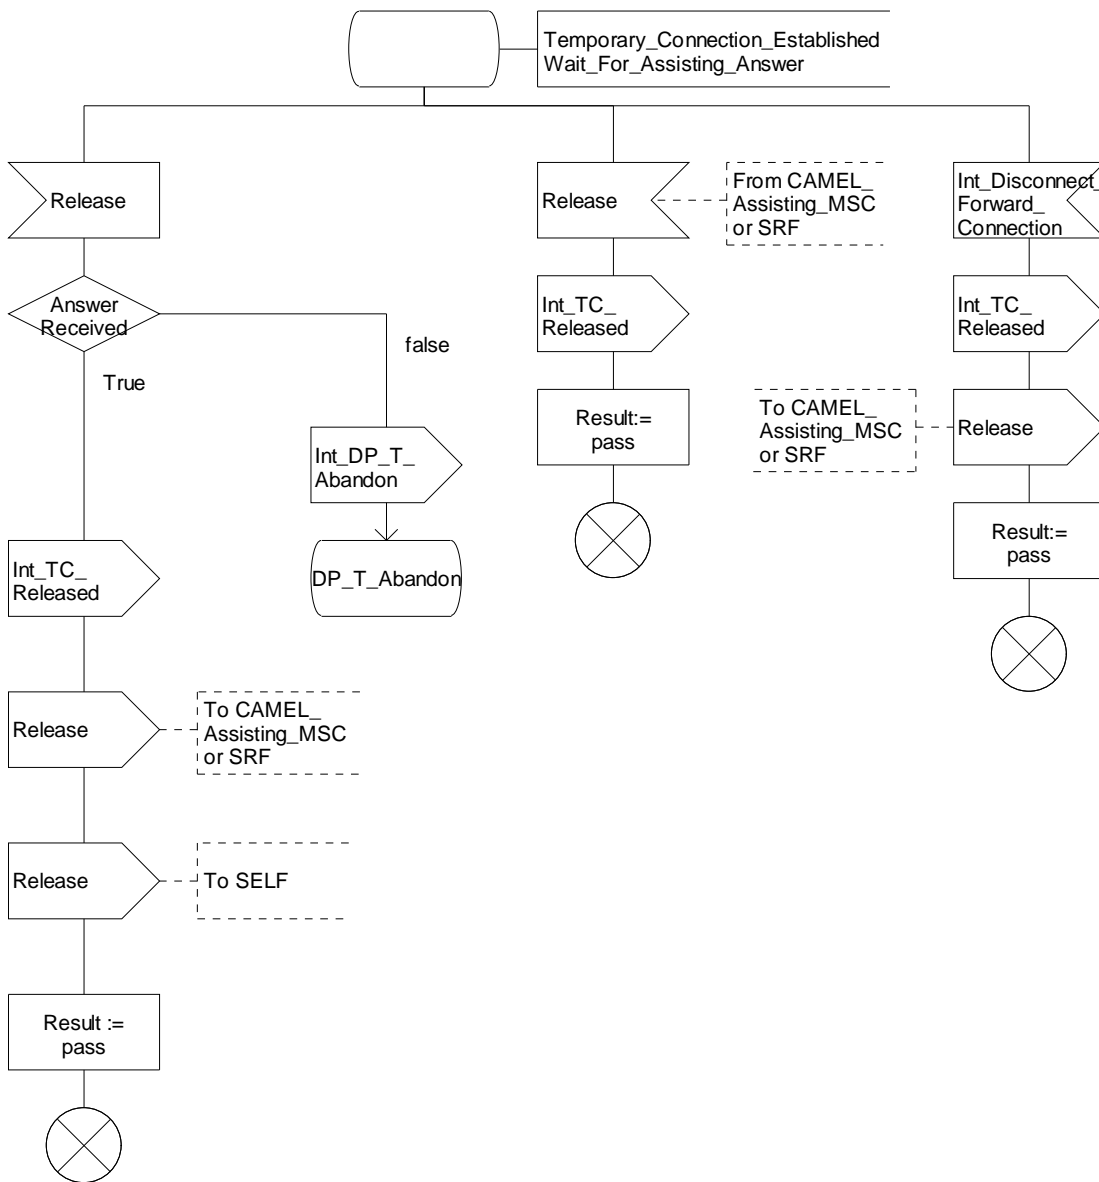 Temporary_Connection_Established
Wait_For_Assisting_Answer
Release
Release
From CAMEL_
Assisting_MSC
or SRF
Int_Disconnect_
Forward_
Connection
Answer
Received
false
True
Int_TC_
Released
Int_TC_
Released
Result:=
pass
To CAMEL_
Assisting_MSC
or SRF
Release
Int_DP_T_
Abandon
Result:=
pass
DP_T_Abandon
Int_TC_
Released
Release
To CAMEL_
Assisting_MSC
or SRF
Release
To SELF
Result :=
pass